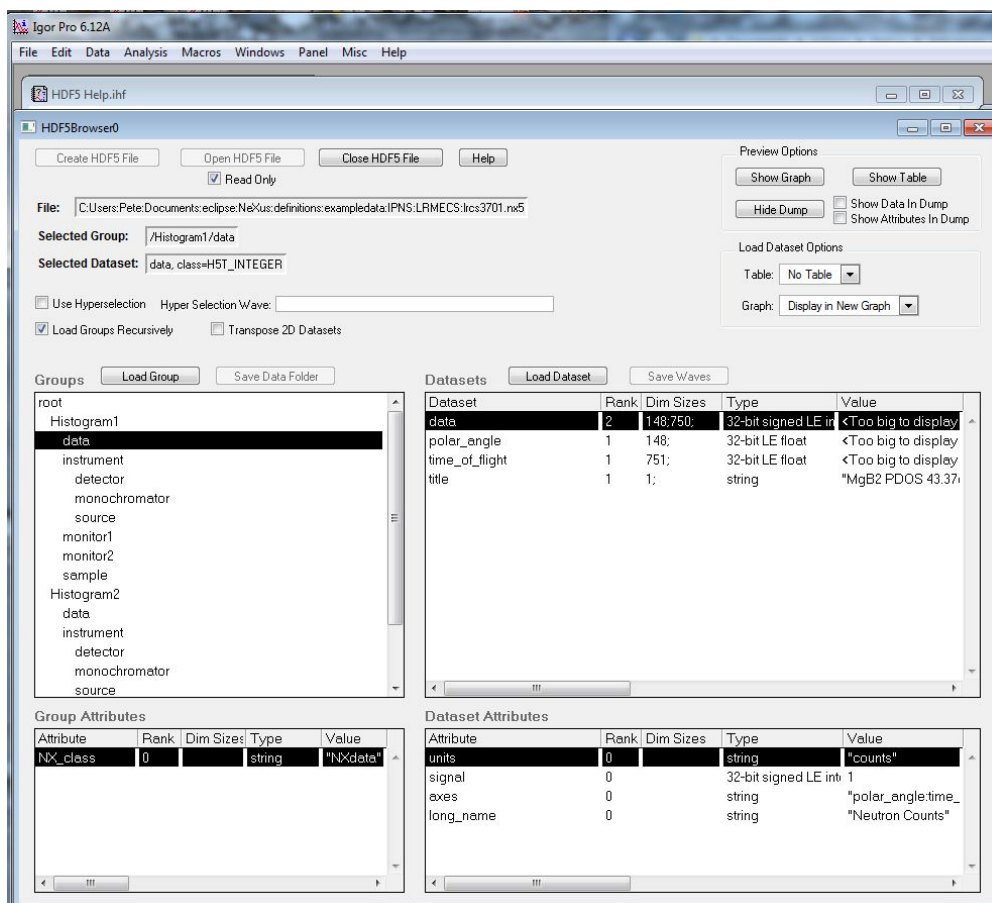 Igor Pro 6.12A
File Edit Data Analysis Macros Windows Panel Misc Help
HDF5 Help.ihf
HDF5Browser0
Create HDF5 File Open HDF5 File Close HDF5 File Help
Read Only
File: C:Users:Pete:Documents:eclipse:NeXus:definitions:exampledata:IPNS:LRMECS:lrcs3701.nx5
Selected Group: /Histogram1/data
Selected Dataset: data, class=H5T_INTEGER
Use Hyperselection Hyper Selection Wave:
Load Groups Recursively Transpose 2D Datasets
Preview Options
Show Graph Show Table
Hide Dump Show Data In Dump
Show Attributes In Dump
Load Dataset Options
Table: No Table
Graph: Display in New Graph
Groups Load Group Save Data Folder
root
Histogram1
data
instrument
detector
monochromator
source
monitor1
monitor2
sample
Histogram2
data
instrument
detector
monochromator
source
Datasets Load Dataset Save Waves
Dataset Rank Dim Sizes Type Value
data 2 148;750; 32-bit signed LE in <Too big to display
polar_angle 1 148; 32-bit LE float <Too big to display
time_of_flight 1 751; 32-bit LE float <Too big to display
title 1 1; string "MgB2 PDOS 43.37
Group Attributes
Attribute Rank Dim Sizes Type Value
NX_class 0 string "NXdata"
Dataset Attributes
Attribute Rank Dim Sizes Type Value
units 0 string "counts"
signal 0 32-bit signed LE int 1
axes 0 string "polar_angle:time_
long_name 0 string "Neutron Counts"